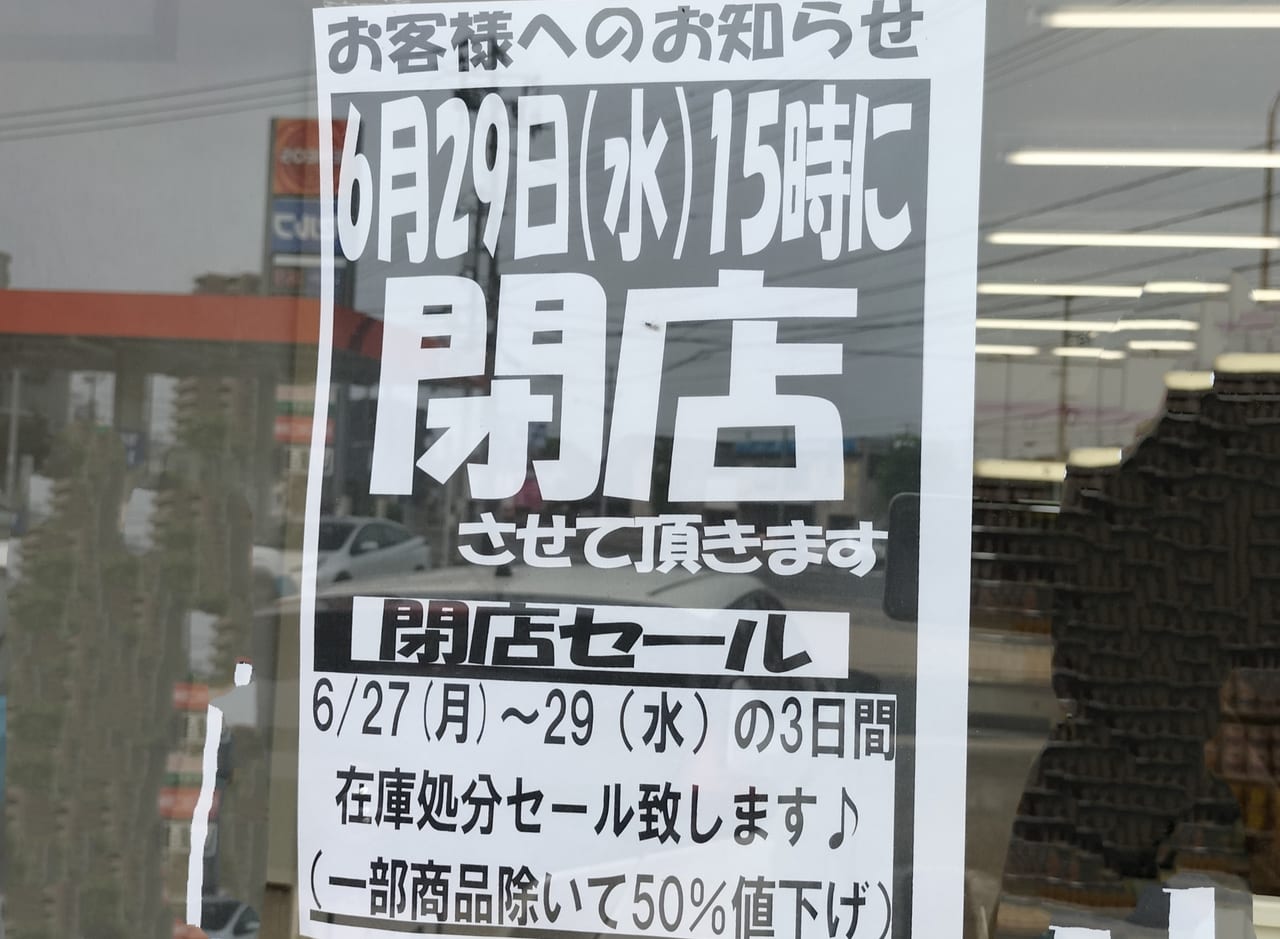 お客様へのお知らせ
6月29日(水)15時に
閉店
させて頂きます
閉店セール
6/27(月)~29(水)の3日間
在庫処分セール致します♪
(一部商品除いて50%値下げ)